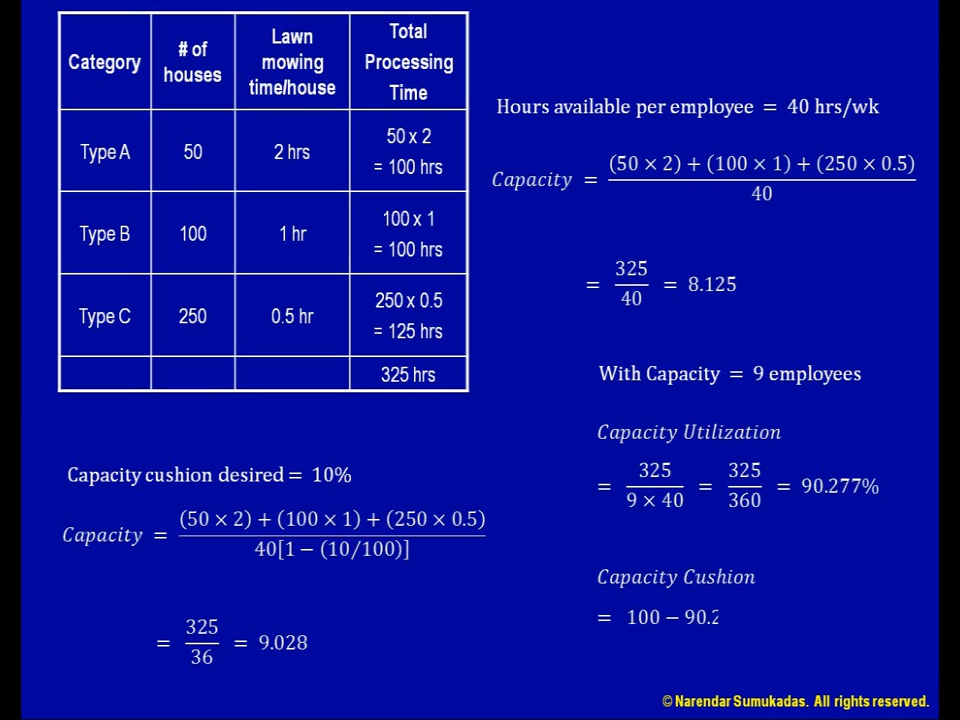 Category | # of houses | Lawn mowing time/house | Total Processing Time
Type A | 50 | 2 hrs | 50 x 2 = 100 hrs
Type B | 100 | 1 hr | 100 x 1 = 100 hrs
Type C | 250 | 0.5 hr | 250 x 0.5 = 125 hrs
325 hrs
Hours available per employee = 40 hrs/wk
Capacity = (50 × 2) + (100 × 1) + (250 × 0.5) / 40
= 325/40 = 8.125
With Capacity = 9 employees
Capacity Utilization
= 325/9 × 40 = 325/360 = 90.277%
Capacity Cushion
= 100 − 90.2
Capacity cushion desired = 10%
Capacity = (50 × 2) + (100 × 1) + (250 × 0.5) / 40[1 − (10/100)]
= 325/36 = 9.028
© Narendar Sumukadas. All rights reserved.